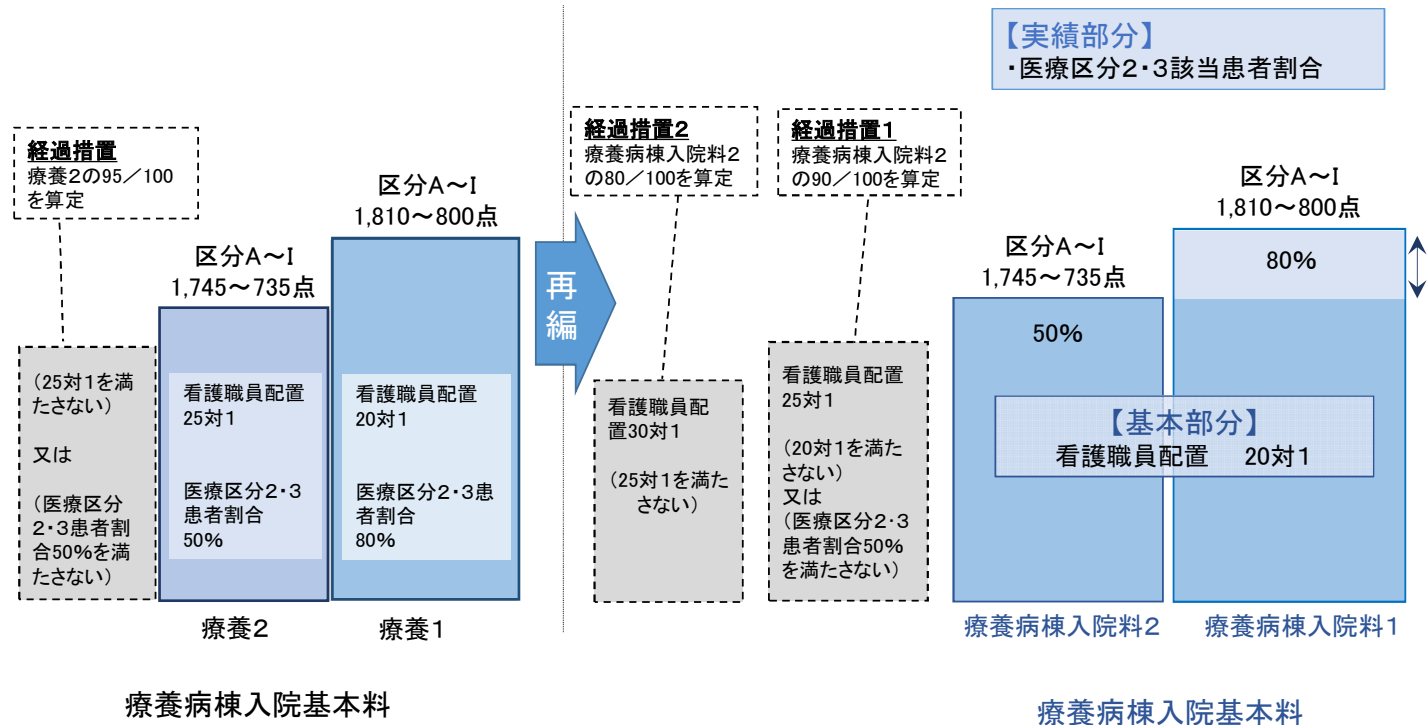 【実績部分】
・医療区分2・3該当患者割合
経過措置
療養2の95／100
を算定
経過措置2
療養病棟入院料2
の80／100を算定
経過措置1
療養病棟入院料2
の90／100を算定
区分A～I
1,810～800点
区分A～I
1,745～735点
再
編
区分A～I
1,745～735点
区分A～I
1,810～800点
80%
50%
（25対1を満
たさない）
又は
（医療区分
2・3患者割
合50%を満
たさない）
看護職員配置
25対1
医療区分2・3
患者割合
50%
看護職員配置
20対1
医療区分2・3患
者割合
80%
看護職員配
置30対1
（25対1を満た
さない）
看護職員配置
25対1
（20対1を満た
さない）
又は
（医療区分2・3
患者割合50%
を満たさない）
【基本部分】
看護職員配置　20対1
療養2
療養1
療養病棟入院料2
療養病棟入院料1
療養病棟入院基本料
療養病棟入院基本料